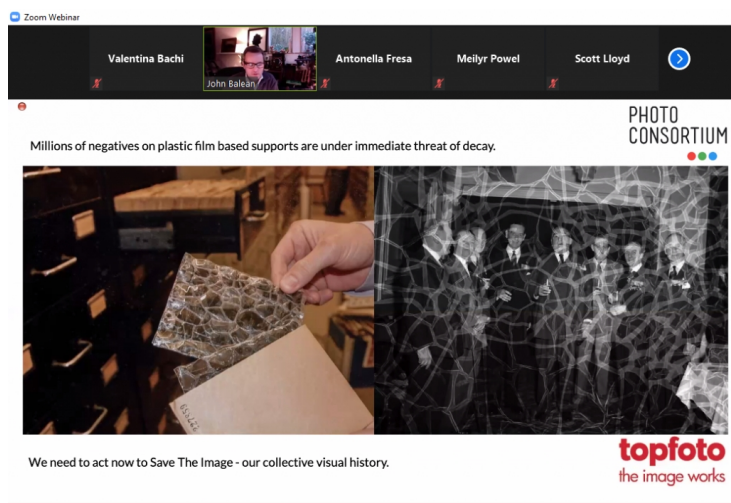 Zoom Webinar
Valentina Bachi
John Balean
Antonella Fresa
Meilyr Powel
Scott Lloyd
PHOTO
CONSORTIUM
Millions of negatives on plastic film based supports are under immediate threat of decay.
We need to act now to Save The Image - our collective visual history.
topfoto
the image works